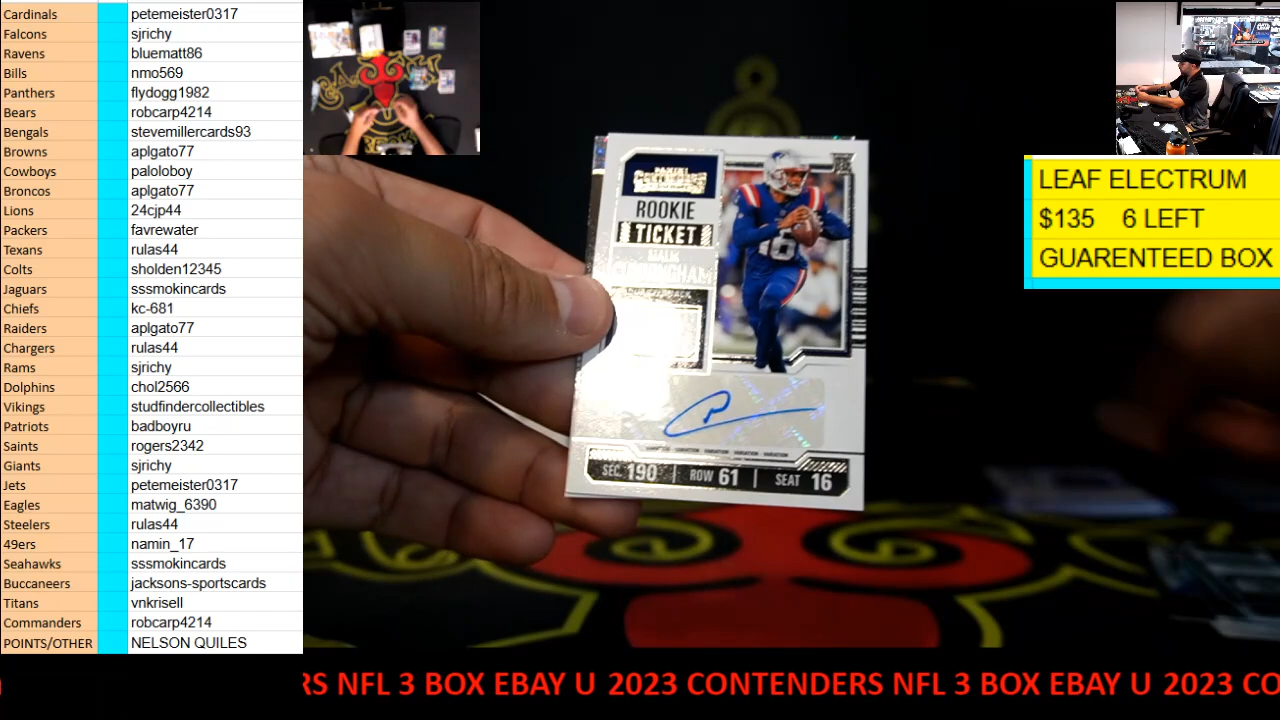 Cardinals petemeister0317
Falcons sjrichy
Ravens bluematt86
Bills nmo569
Panthers flydogg1982
Bears robcarp4214
Bengals stevemillercards93
Browns aplgato77
Cowboys paloloboy
Broncos aplgato77
Lions 24cjp44
Packers favrewater
Texans rulas44
Colts sholden12345
Jaguars sssmokincards
Chiefs kc-681
Raiders aplgato77
Chargers rulas44
Rams sjrichy
Dolphins chol2566
Vikings studfindercollectibles
Patriots badboyru
Saints rogers2342
Giants sjrichy
Jets petemeister0317
Eagles matwig_6390
Steelers rulas44
49ers namin_17
Seahawks sssmokincards
Buccaneers jacksons-sportscards
Titans vnkrisell
Commanders robcarp4214
POINTS/OTHER NELSON QUILES
PANINI
CONTENDERS
ROOKIE
TICKET
MALIK
16
SEC. 190 | ROW 61 | SEAT 16
LEAF ELECTRUM
$135 6 LEFT
GUARENTEED BOX
RS NFL 3 BOX EBAY U 2023 CONTENDERS NFL 3 BOX EBAY U 2023 CO